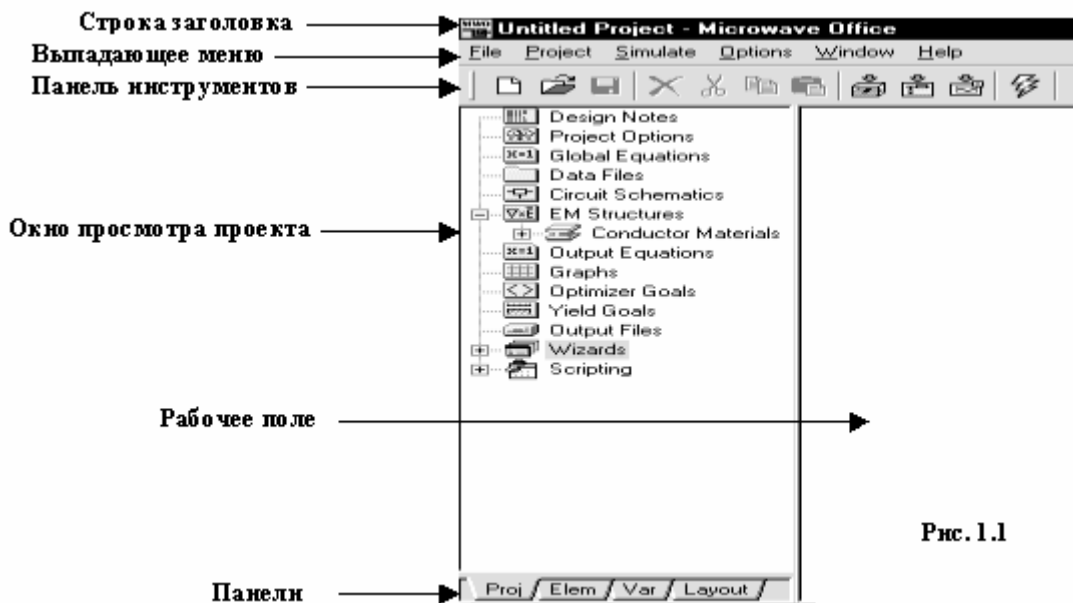 Строка заголовка
Untitled Project - Microwave Office
Выпадающее меню
File Project Simulate Options Window Help
Панель инструментов
Design Notes
Project Options
Global Equations
Data Files
Circuit Schematics
EM Structures
Окно просмотра проекта
Conductor Materials
Output Equations
Graphs
Optimizer Goals
Yield Goals
Output Files
Wizards
Scripting
Рабочее поле
Рис. 1.1
Панели
Proj Elem Var Layout